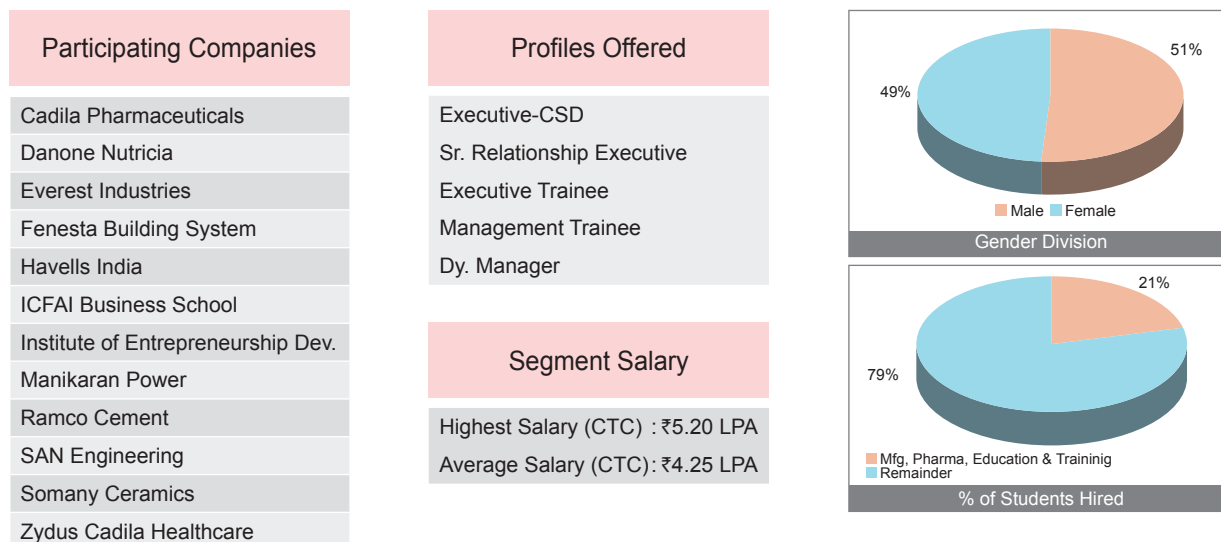 Participating Companies
Cadila Pharmaceuticals
Danone Nutricia
Everest Industries
Fenesta Building System
Havells India
ICFAI Business School
Institute of Entrepreneurship Dev.
Manikaran Power
Ramco Cement
SAN Engineering
Somany Ceramics
Zydus Cadila Healthcare
Profiles Offered
Executive-CSD
Sr. Relationship Executive
Executive Trainee
Management Trainee
Dy. Manager
Segment Salary
Highest Salary (CTC) : ₹5.20 LPA
Average Salary (CTC) : ₹4.25 LPA
51%
49%
Male Female
Gender Division
21%
79%
Mfg, Pharma, Education & Traininig
Remainder
% of Students Hired